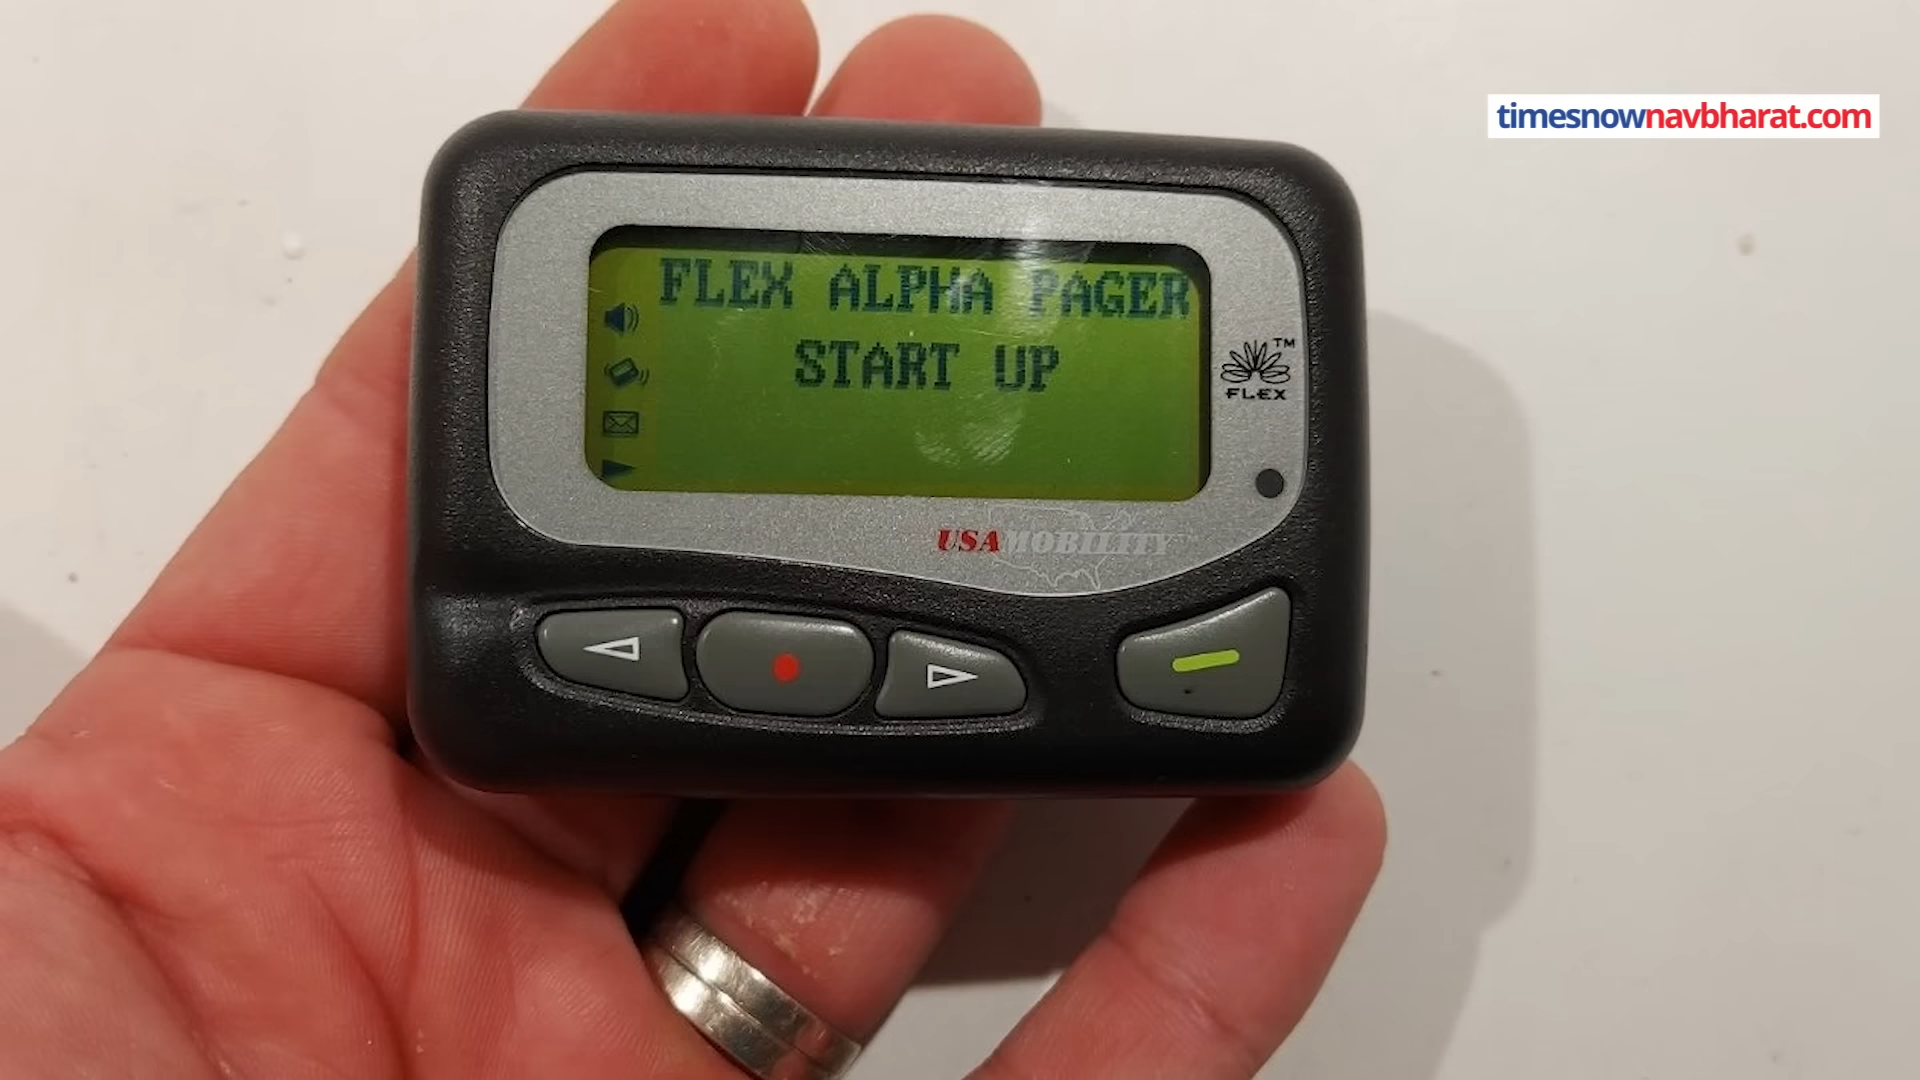 timesnownavbharat.com
FLEX ALPHA PAGER
START UP
TM
FLEX
USAMOBILITY